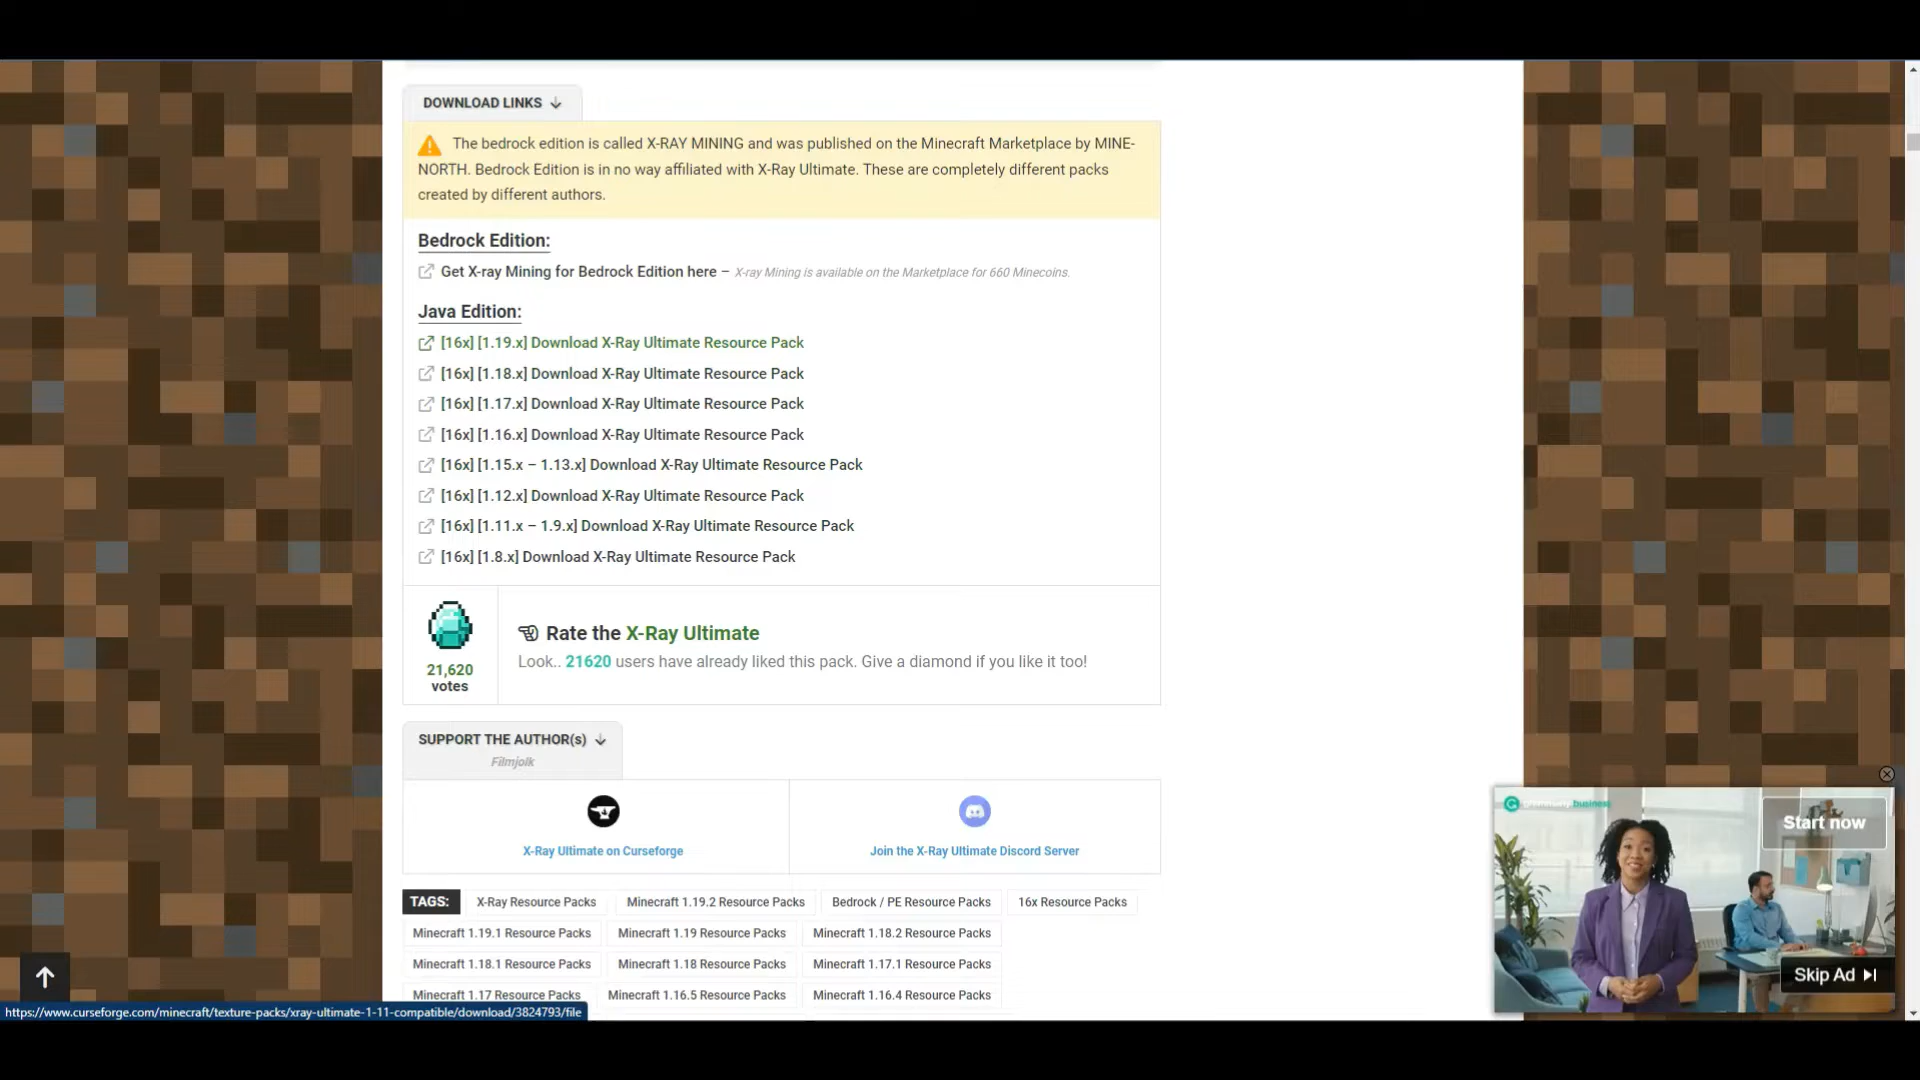 DOWNLOAD LINKS
The bedrock edition is called X-RAY MINING and was published on the Minecraft Marketplace by MINE-
NORTH. Bedrock Edition is in no way affiliated with X-Ray Ultimate. These are completely different packs
created by different authors.
Bedrock Edition:
Get X-ray Mining for Bedrock Edition here – X-ray Mining is available on the Marketplace for 660 Minecoins.
Java Edition:
[16x] [1.19.x] Download X-Ray Ultimate Resource Pack
[16x] [1.18.x] Download X-Ray Ultimate Resource Pack
[16x] [1.17.x] Download X-Ray Ultimate Resource Pack
[16x] [1.16.x] Download X-Ray Ultimate Resource Pack
[16x] [1.15.x – 1.13.x] Download X-Ray Ultimate Resource Pack
[16x] [1.12.x] Download X-Ray Ultimate Resource Pack
[16x] [1.11.x – 1.9.x] Download X-Ray Ultimate Resource Pack
[16x] [1.8.x] Download X-Ray Ultimate Resource Pack
21,620
votes
Rate the X-Ray Ultimate
Look.. 21620 users have already liked this pack. Give a diamond if you like it too!
SUPPORT THE AUTHOR(s)
Filmjolk
X-Ray Ultimate on Curseforge
Join the X-Ray Ultimate Discord Server
TAGS: X-Ray Resource Packs Minecraft 1.19.2 Resource Packs Bedrock / PE Resource Packs 16x Resource Packs
Minecraft 1.19.1 Resource Packs Minecraft 1.19 Resource Packs Minecraft 1.18.2 Resource Packs
Minecraft 1.18.1 Resource Packs Minecraft 1.18 Resource Packs Minecraft 1.17.1 Resource Packs
Minecraft 1.17 Resource Packs Minecraft 1.16.5 Resource Packs Minecraft 1.16.4 Resource Packs
https://www.curseforge.com/minecraft/texture-packs/xray-ultimate-1-11-compatible/download/3824793/file
grammarly business
Start now
Skip Ad